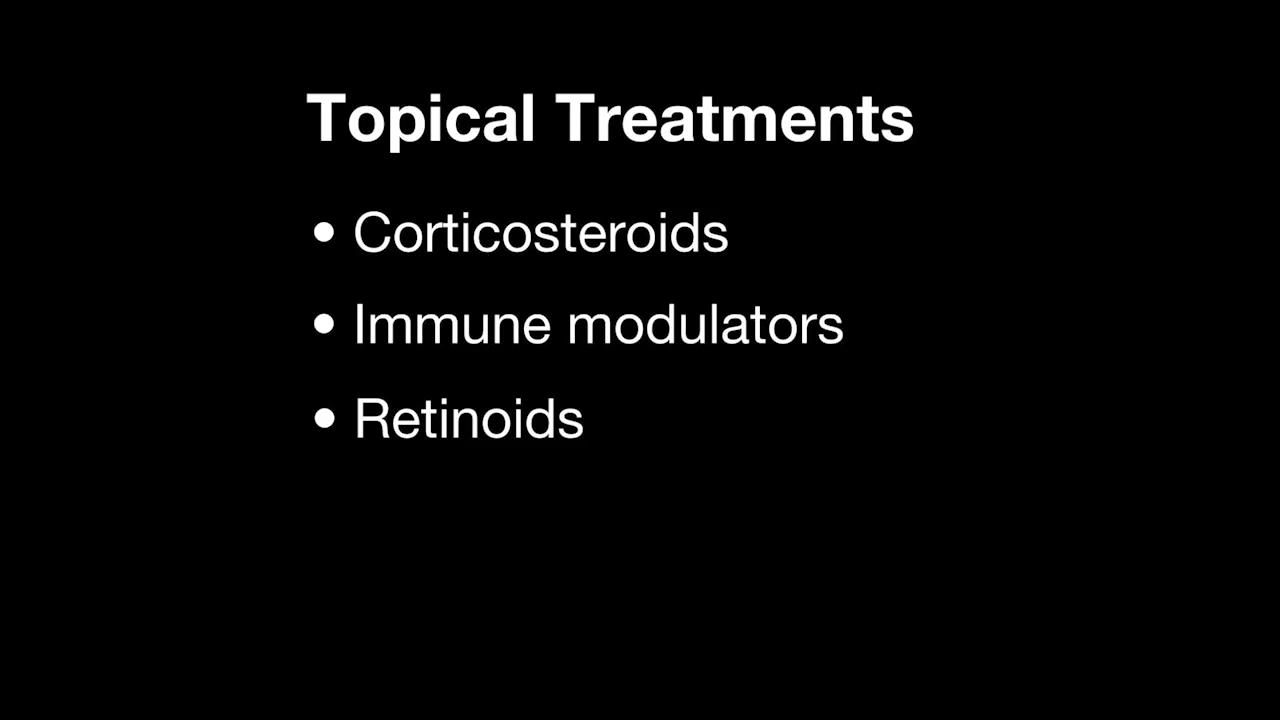 Topical Treatments
• Corticosteroids
• Immune modulators
• Retinoids